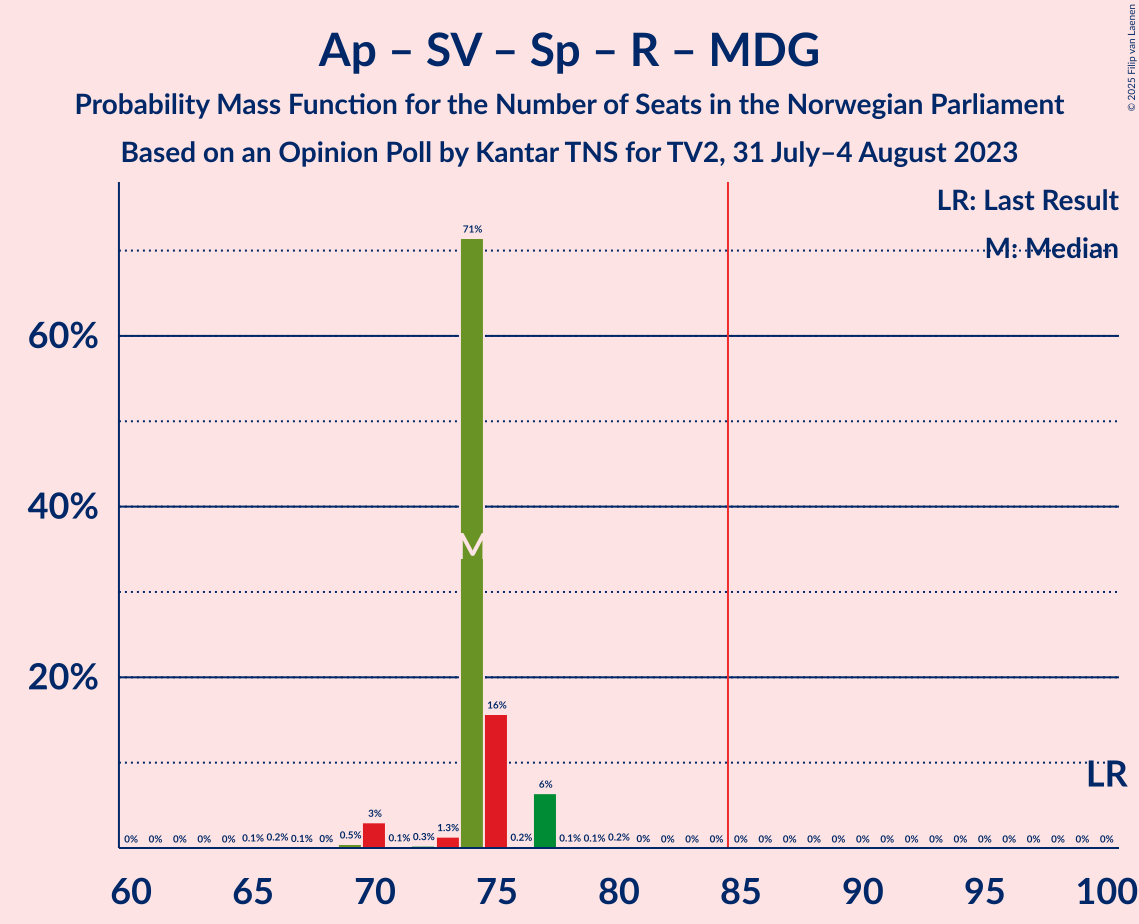 Ap – SV – Sp – R – MDG
Probability Mass Function for the Number of Seats in the Norwegian Parliament
Based on an Opinion Poll by Kantar TNS for TV2, 31 July–4 August 2023
© 2025 Filip van Laenen
LR: Last Result
M: Median
60%
40%
20%
71%
M
16%
LR
6%
3%
1.3%
0% 0% 0% 0% 0% 0.1% 0.2% 0.1% 0% 0.5% 0.1% 0.3% 0.2% 0.1% 0.1% 0.2% 0% 0% 0% 0% 0% 0% 0% 0% 0% 0% 0% 0% 0% 0% 0% 0% 0% 0% 0% 0%
60 65 70 75 80 85 90 95 100